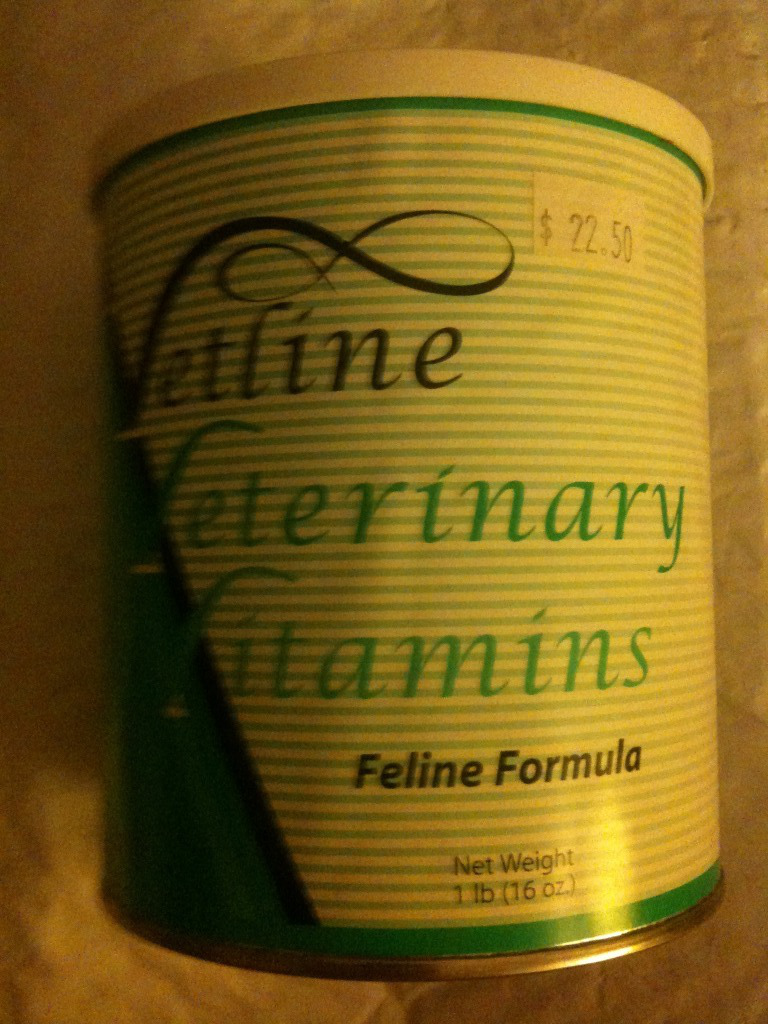 $ 22.50
Vetline
Veterinary
Vitamins
Feline Formula
Net Weight
1 lb (16 oz.)